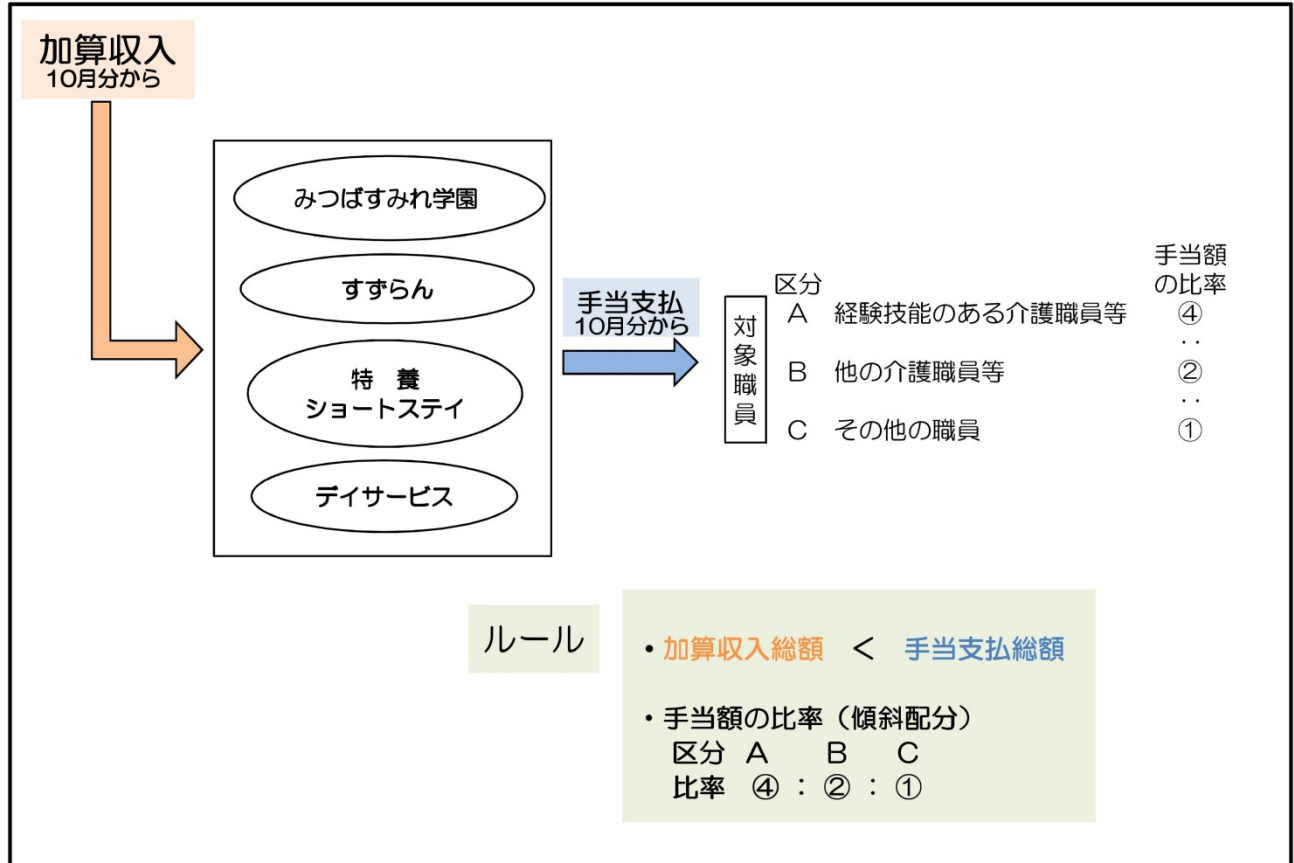 加算収入
10月分から
みつばすみれ学園
すずらん
特　養
ショートステイ
デイサービス
手当支払
10月分から
対象職員
区分
手当額
の比率
A　経験技能のある介護職員等　④
：
B　他の介護職員等　②
：
C　その他の職員　①
ルール
・加算収入総額　＜　手当支払総額
・手当額の比率（傾斜配分）
区分　A　B　C
比率　④：②：①